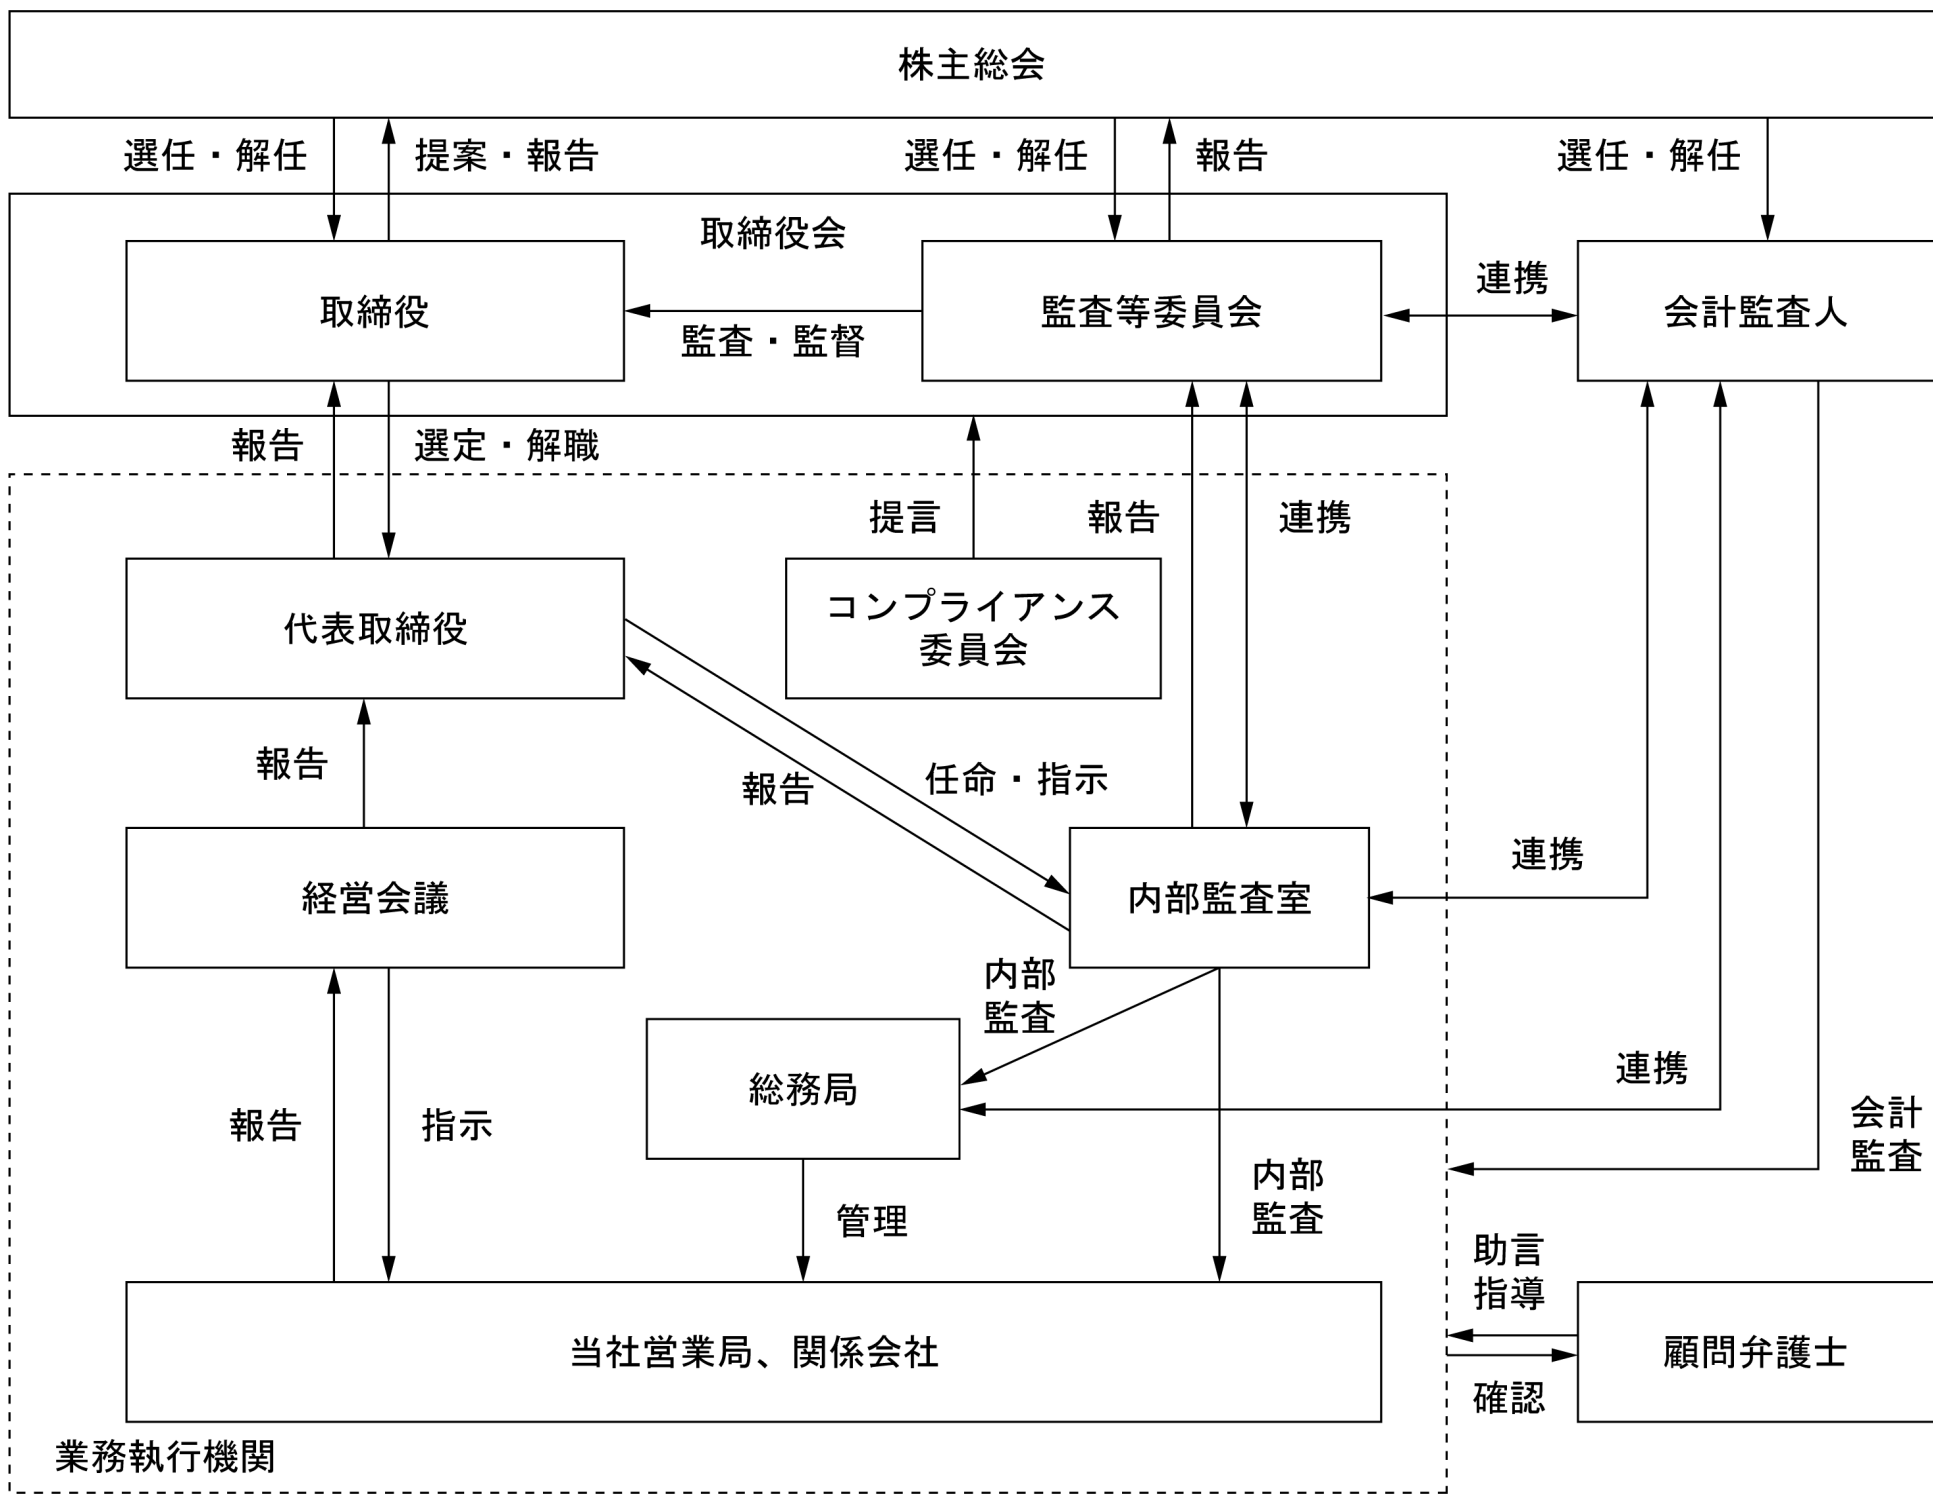 株主総会
選任・解任
提案・報告
選任・解任
報告
選任・解任
取締役会
取締役
監査・監督
監査等委員会
連携
会計監査人
報告
選定・解職
提言
報告
連携
代表取締役
コンプライアンス
委員会
報告
報告
任命・指示
連携
経営会議
内部監査室
内部
監査
総務局
連携
報告
指示
会計
監査
管理
内部
監査
助言
指導
当社営業局、関係会社
顧問弁護士
確認
業務執行機関